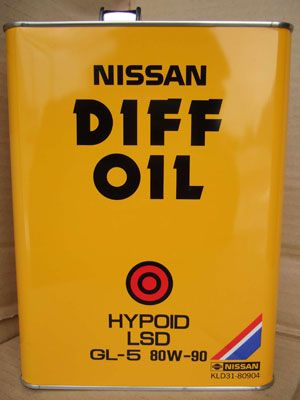 NISSAN
DIFF
OIL
HYPOID
LSD
GL-5 80W-90
NISSAN
KLD31-80904